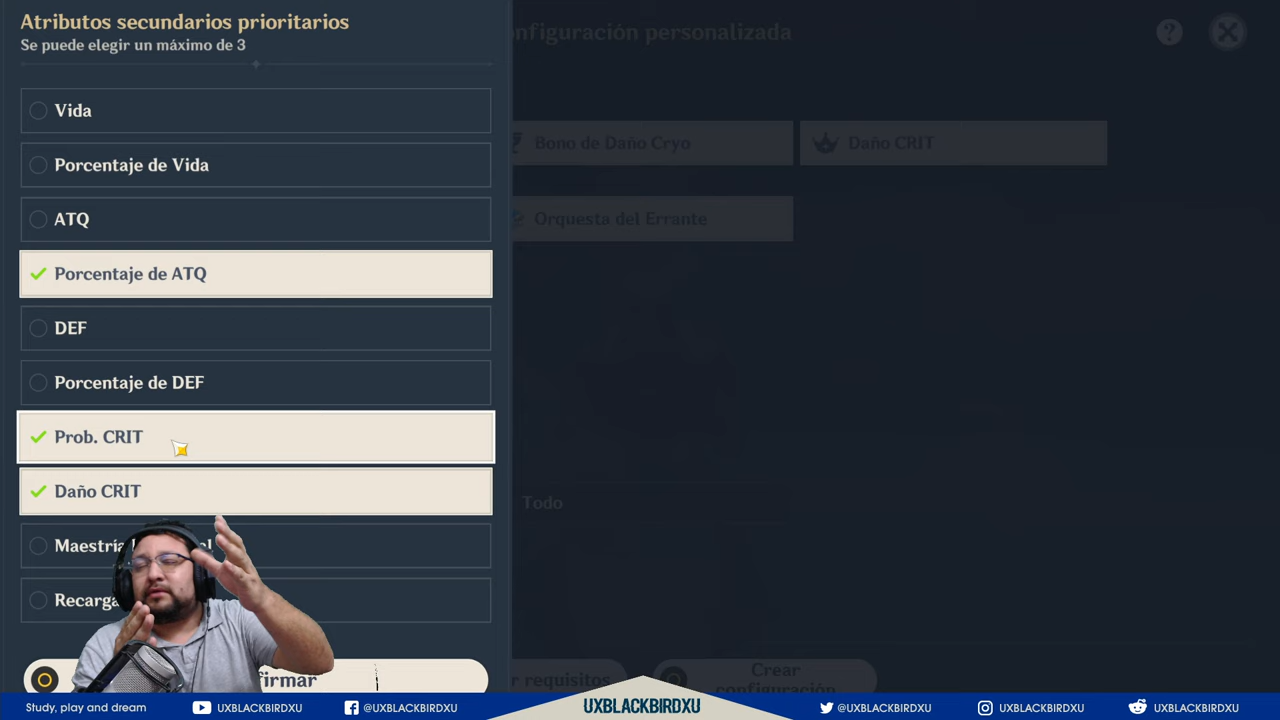 Atributos secundarios prioritarios
Se puede elegir un máximo de 3
nfiguración personalizada
?
Vida
Porcentaje de Vida
ATQ
Porcentaje de ATQ
DEF
Porcentaje de DEF
Prob. CRIT
Daño CRIT
Maestría
Recarga
firmar
Bono de Daño Cryo
Daño CRIT
Orquesta del Errante
Todo
r requisitos
Crear
configuración
Study, play and dream
UXBLACKBIRDXU
@UXBLACKBIRDXU
UXBLACKBIRDXU
@UXBLACKBIRDXU
UXBLACKBIRDXU
UXBLACKBIRDXU